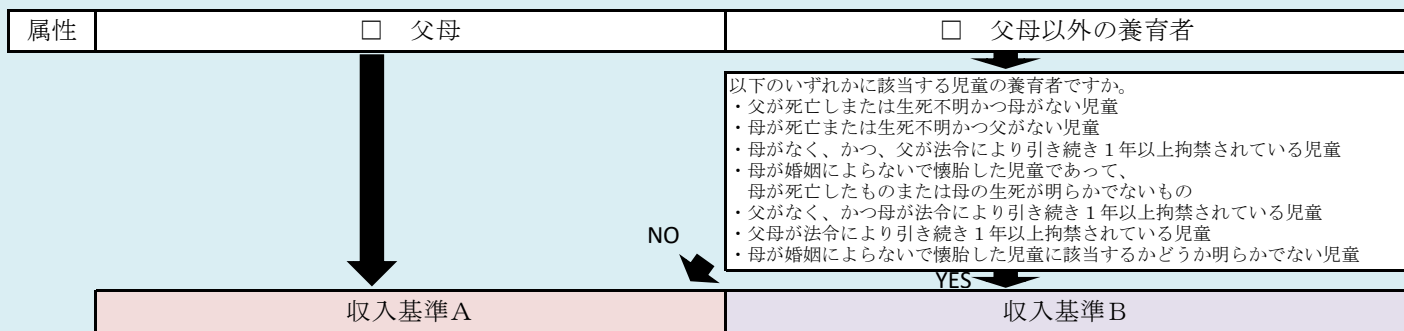 属性
□ 父母
□ 父母以外の養育者
以下のいずれかに該当する児童の養育者ですか。
・父が死亡しまたは生死不明かつ母がない児童
・母が死亡または生死不明かつ父がない児童
・母がなく、かつ、父が法令により引き続き１年以上拘禁されている児童
・母が婚姻によらないで懐胎した児童であって、
母が死亡したものまたは母の生死が明らかでないもの
・父がなく、かつ母が法令により引き続き１年以上拘禁されている児童
・父母が法令により引き続き１年以上拘禁されている児童
・母が婚姻によらないで懐胎した児童に該当するかどうか明らかでない児童
NO
YES
収入基準Ａ
収入基準Ｂ